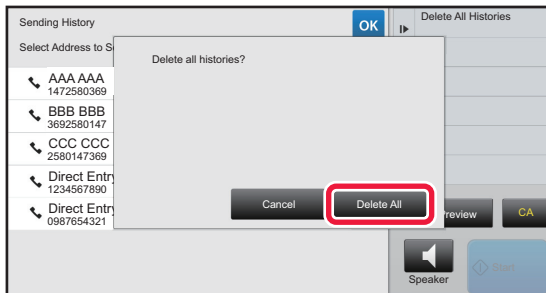 Sending History
OK
Delete All Histories
Select Address to S
Delete all histories?
AAA AAA
1472580369
BBB BBB
3692580147
CCC CCC
2580147369
Direct Entry
1234567890
Direct Entry
0987654321
Cancel
Delete All
review
CA
Speaker
Start